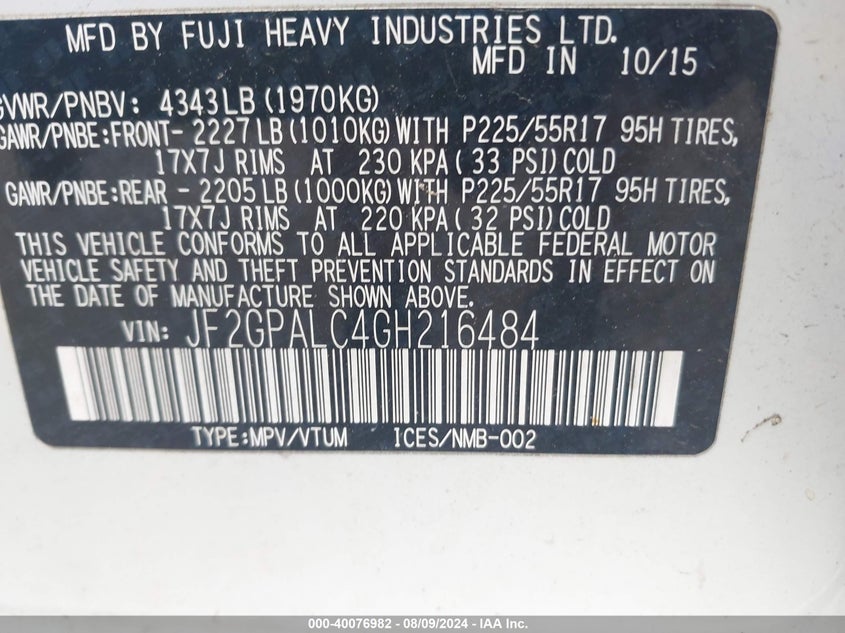 MFD BY FUJI HEAVY INDUSTRIES LTD.
MFD IN 10/15
GVWR/PNBV: 4343LB(1970KG)
GAWR/PNBE:FRONT- 2227LB(1010KG)WITH P225/55R17 95H TIRES,
17X7J RIMS AT 230 KPA(33 PSI)COLD
GAWR/PNBE:REAR - 2205LB(1000KG)WITH P225/55R17 95H TIRES,
17X7J RIMS AT 220 KPA(32 PSI)COLD
THIS VEHICLE CONFORMS TO ALL APPLICABLE FEDERAL MOTOR
VEHICLE SAFETY AND THEFT PREVENTION STANDARDS IN EFFECT ON
THE DATE OF MANUFACTURE SHOWN ABOVE.
VIN: JF2GPALC4GH216484
TYPE:MPV/VTUM ICES/NMB-002
000-40076982 - 08/09/2024 - IAA Inc.